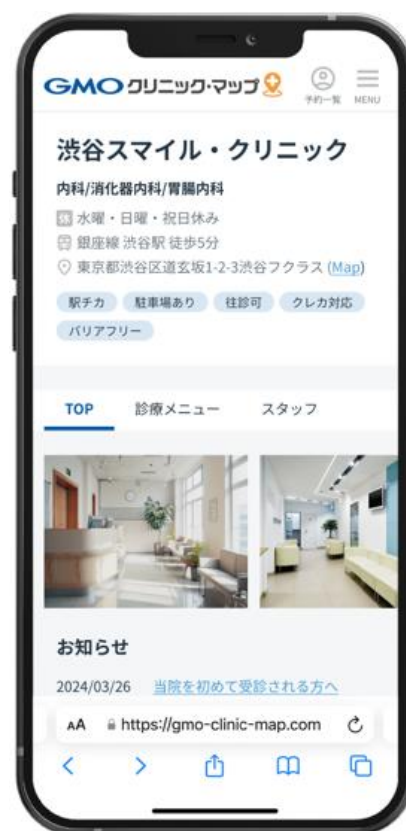 GMO クリニック・マップ
予約一覧 MENU
渋谷スマイル・クリニック
内科/消化器内科/胃腸内科
休 水曜・日曜・祝日休み
銀座線 渋谷駅 徒歩5分
東京都渋谷区道玄坂1-2-3渋谷フクラス (Map)
駅チカ 駐車場あり 往診可 クレカ対応
バリアフリー
TOP 診療メニュー スタッフ
お知らせ
2024/03/26 当院を初めて受診される方へ
AA https://gmo-clinic-map.com